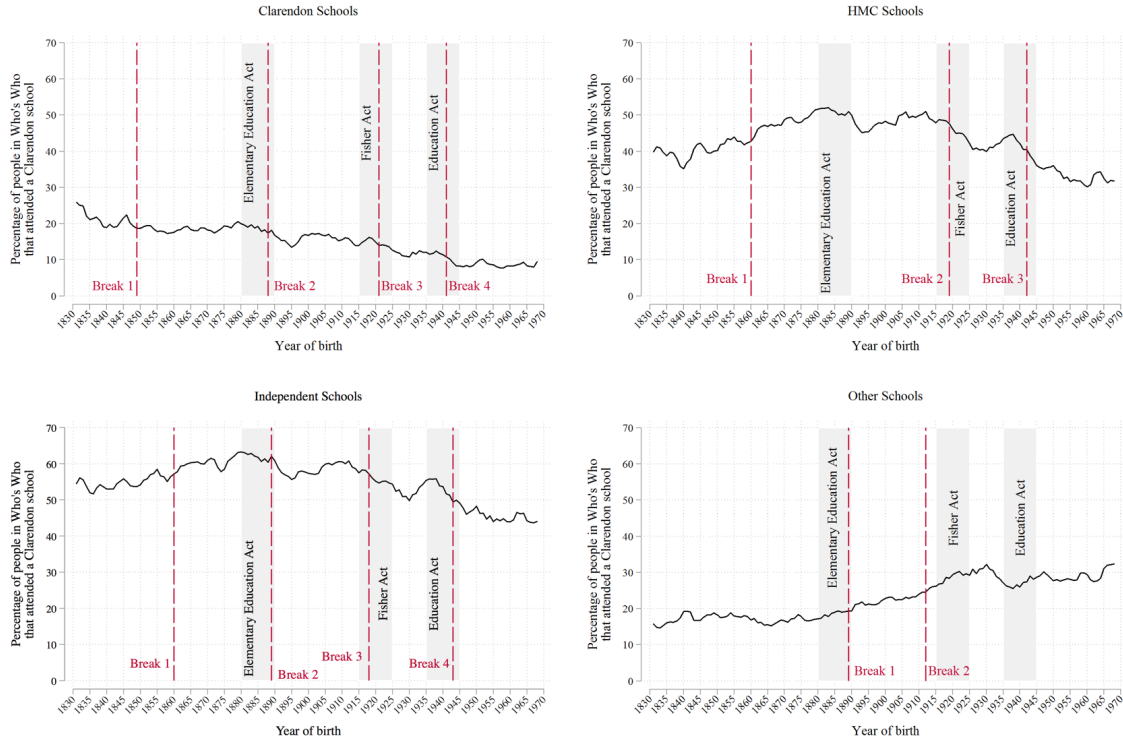 Clarendon Schools
Percentage of people in Who's Who
that attended a Clarendon school
70
60
50
40
30
20
10
0
Elementary Education Act
Fisher Act
Education Act
Break 1
Break 2
Break 3
Break 4
1830 1835 1840 1845 1850 1855 1860 1865 1870 1875 1880 1885 1890 1895 1900 1905 1910 1915 1920 1925 1930 1935 1940 1945 1950 1955 1960 1965 1970
Year of birth
HMC Schools
Percentage of people in Who's Who
that attended a Clarendon school
70
60
50
40
30
20
10
0
Elementary Education Act
Fisher Act
Education Act
Break 1
Break 2
Break 3
1830 1835 1840 1845 1850 1855 1860 1865 1870 1875 1880 1885 1890 1895 1900 1905 1910 1915 1920 1925 1930 1935 1940 1945 1950 1955 1960 1965 1970
Year of birth
Independent Schools
Percentage of people in Who's Who
that attended a Clarendon school
70
60
50
40
30
20
10
0
Elementary Education Act
Fisher Act
Education Act
Break 1
Break 2
Break 3
Break 4
1830 1835 1840 1845 1850 1855 1860 1865 1870 1875 1880 1885 1890 1895 1900 1905 1910 1915 1920 1925 1930 1935 1940 1945 1950 1955 1960 1965 1970
Year of birth
Other Schools
Percentage of people in Who's Who
that attended a Clarendon school
70
60
50
40
30
20
10
0
Elementary Education Act
Fisher Act
Education Act
Break 1
Break 2
1830 1835 1840 1845 1850 1855 1860 1865 1870 1875 1880 1885 1890 1895 1900 1905 1910 1915 1920 1925 1930 1935 1940 1945 1950 1955 1960 1965 1970
Year of birth